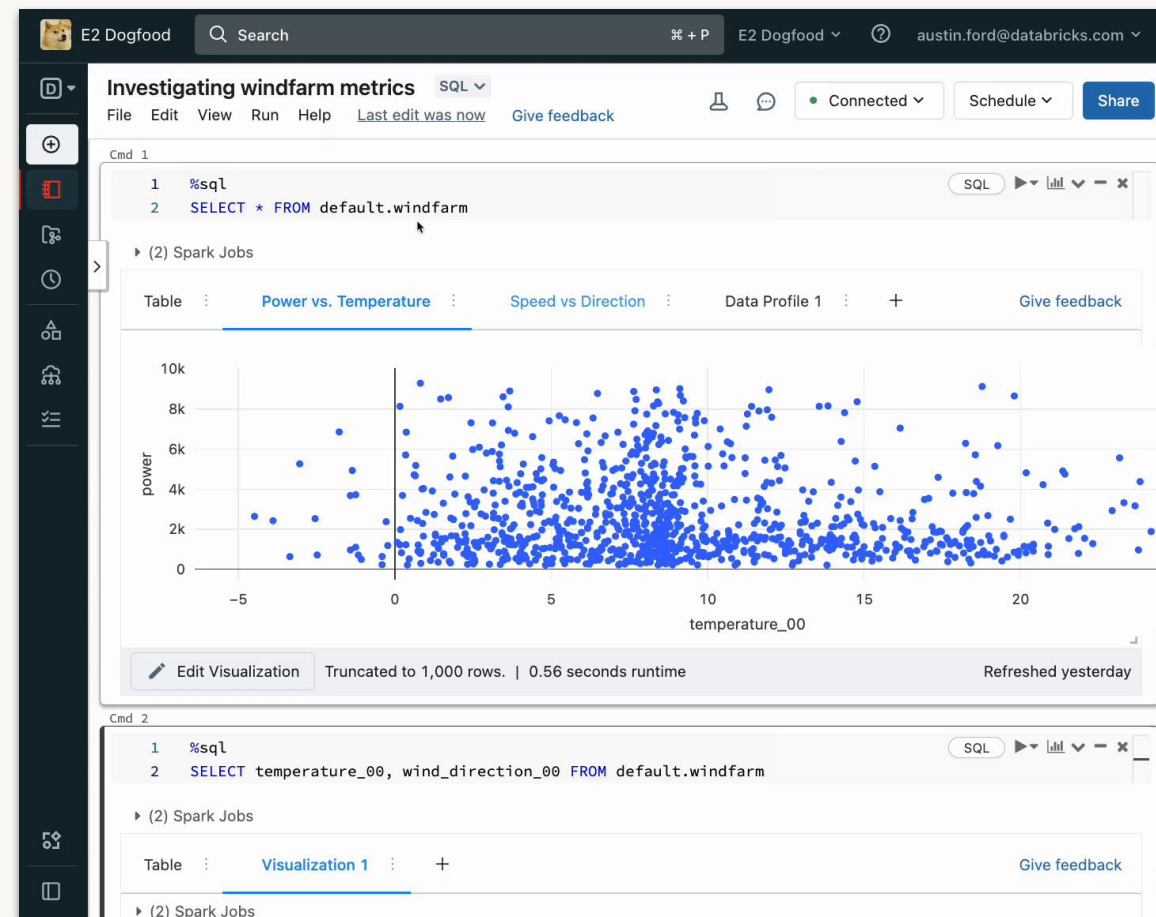 E2 Dogfood
Search
⌘ + P
E2 Dogfood
austin.ford@databricks.com
D
Investigating windfarm metrics
SQL
File Edit View Run Help Last edit was now Give feedback
Connected
Schedule
Share
Cmd 1
1 %sql
2 SELECT * FROM default.windfarm
SQL
(2) Spark Jobs
Table
Power vs. Temperature
Speed vs Direction
Data Profile 1
+
Give feedback
10k
8k
6k
4k
2k
0
power
−5 0 5 10 15 20
temperature_00
Edit Visualization
Truncated to 1,000 rows. | 0.56 seconds runtime
Refreshed yesterday
Cmd 2
1 %sql
2 SELECT temperature_00, wind_direction_00 FROM default.windfarm
SQL
(2) Spark Jobs
Table
Visualization 1
+
Give feedback
(2) Spark Jobs